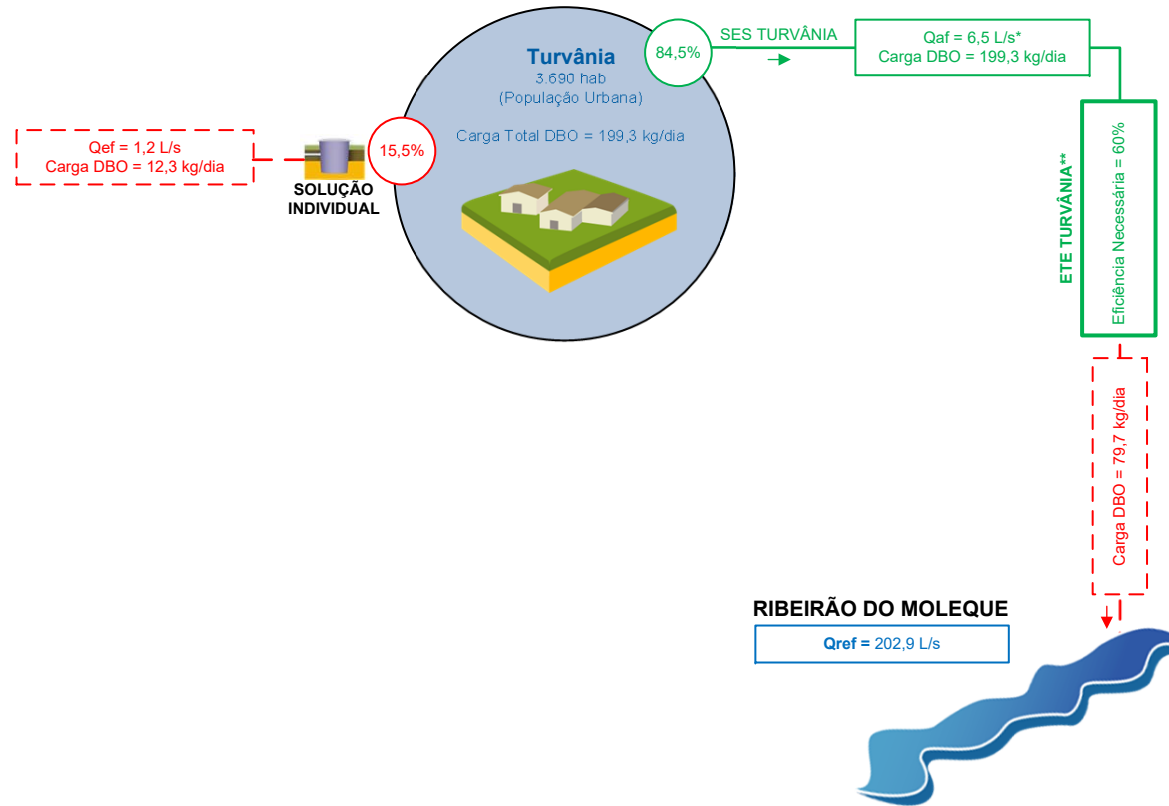 Turvânia
3.690 hab
(População Urbana)
Carga Total DBO = 199,3 kg/dia
84,5%
SES TURVÂNIA
Qaf = 6,5 L/s*
Carga DBO = 199,3 kg/dia
15,5%
SOLUÇÃO
INDIVIDUAL
Qef = 1,2 L/s
Carga DBO = 12,3 kg/dia
ETE TURVÂNIA**
Eficiência Necessária = 60%
Carga DBO = 79,7 kg/dia
RIBEIRÃO DO MOLEQUE
Qref = 202,9 L/s